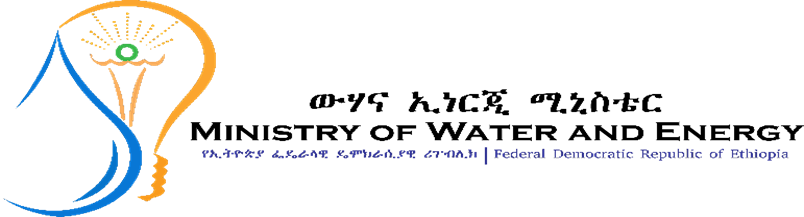 ውሃና ኢነርጂ ሚኒስቴር
MINISTRY OF WATER AND ENERGY
የኢትዮጵያ ፌዴራላዊ ዴሞክራሲያዊ ሪፐብሊክ | Federal Democratic Republic of Ethiopia